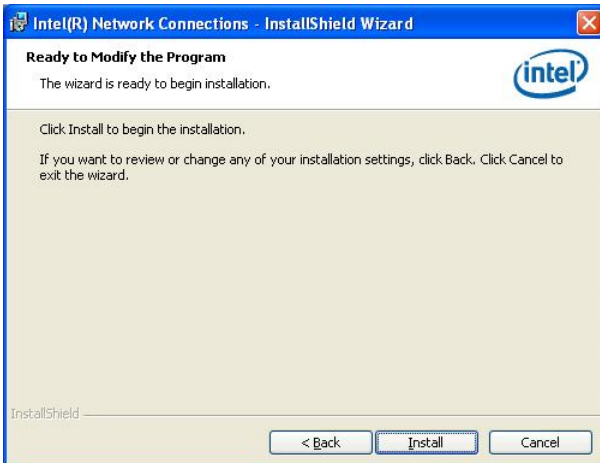 Intel(R) Network Connections - InstallShield Wizard
Ready to Modify the Program
The wizard is ready to begin installation.
intel
Click Install to begin the installation.
If you want to review or change any of your installation settings, click Back. Click Cancel to
exit the wizard.
InstallShield
< Back
Install
Cancel